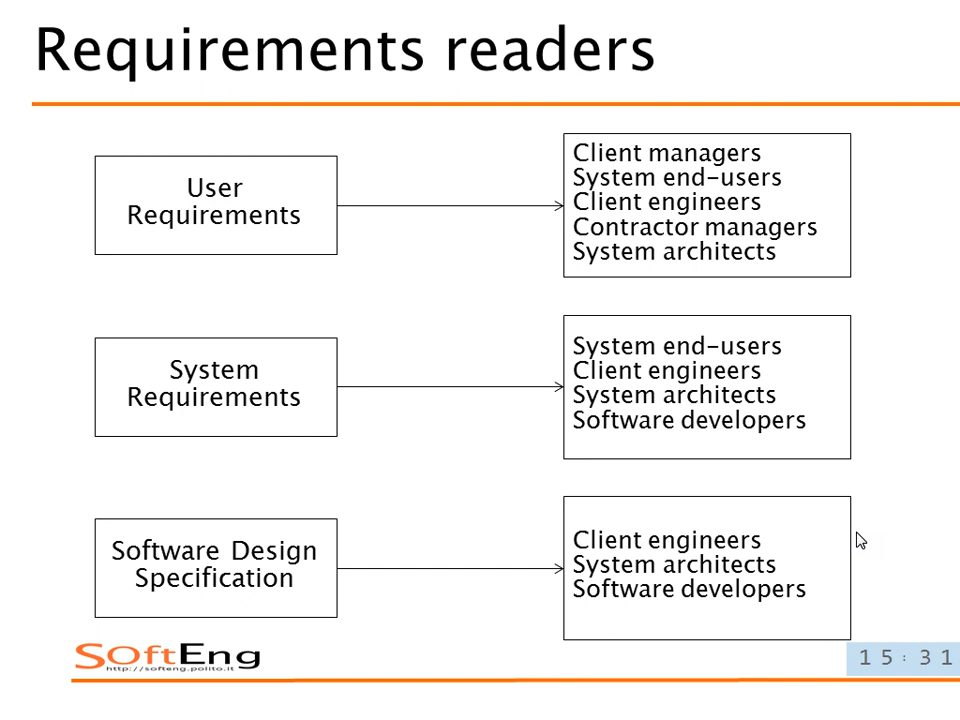 Requirements readers
User
Requirements
Client managers
System end-users
Client engineers
Contractor managers
System architects
System
Requirements
System end-users
Client engineers
System architects
Software developers
Software Design
Specification
Client engineers
System architects
Software developers
SoftEng
http://softeng.polito.it
15:31